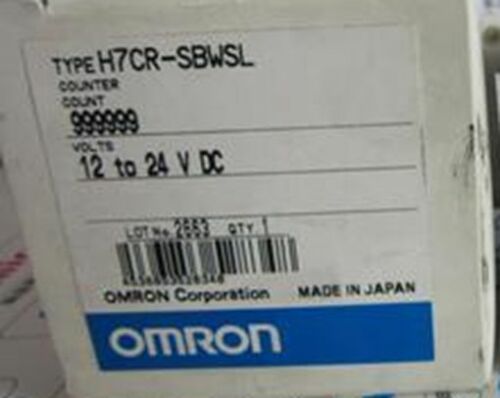 TYPE H7CR-SBWSL
COUNTER
COUNT
999999
VOLTS
12 to 24 V DC
LOT No. 2553 QTY. 1
OMRON Corporation MADE IN JAPAN
OMRON